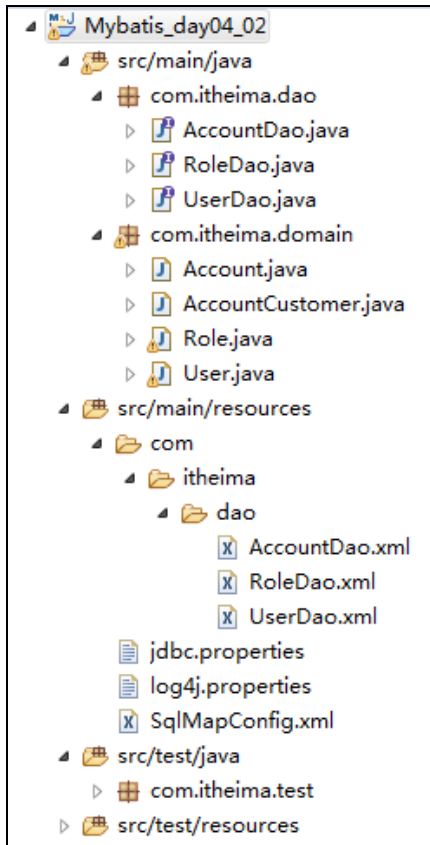 Mybatis_day04_02
src/main/java
com.itheima.dao
AccountDao.java
RoleDao.java
UserDao.java
com.itheima.domain
Account.java
AccountCustomer.java
Role.java
User.java
src/main/resources
com
itheima
dao
AccountDao.xml
RoleDao.xml
UserDao.xml
jdbc.properties
log4j.properties
SqlMapConfig.xml
src/test/java
com.itheima.test
src/test/resources